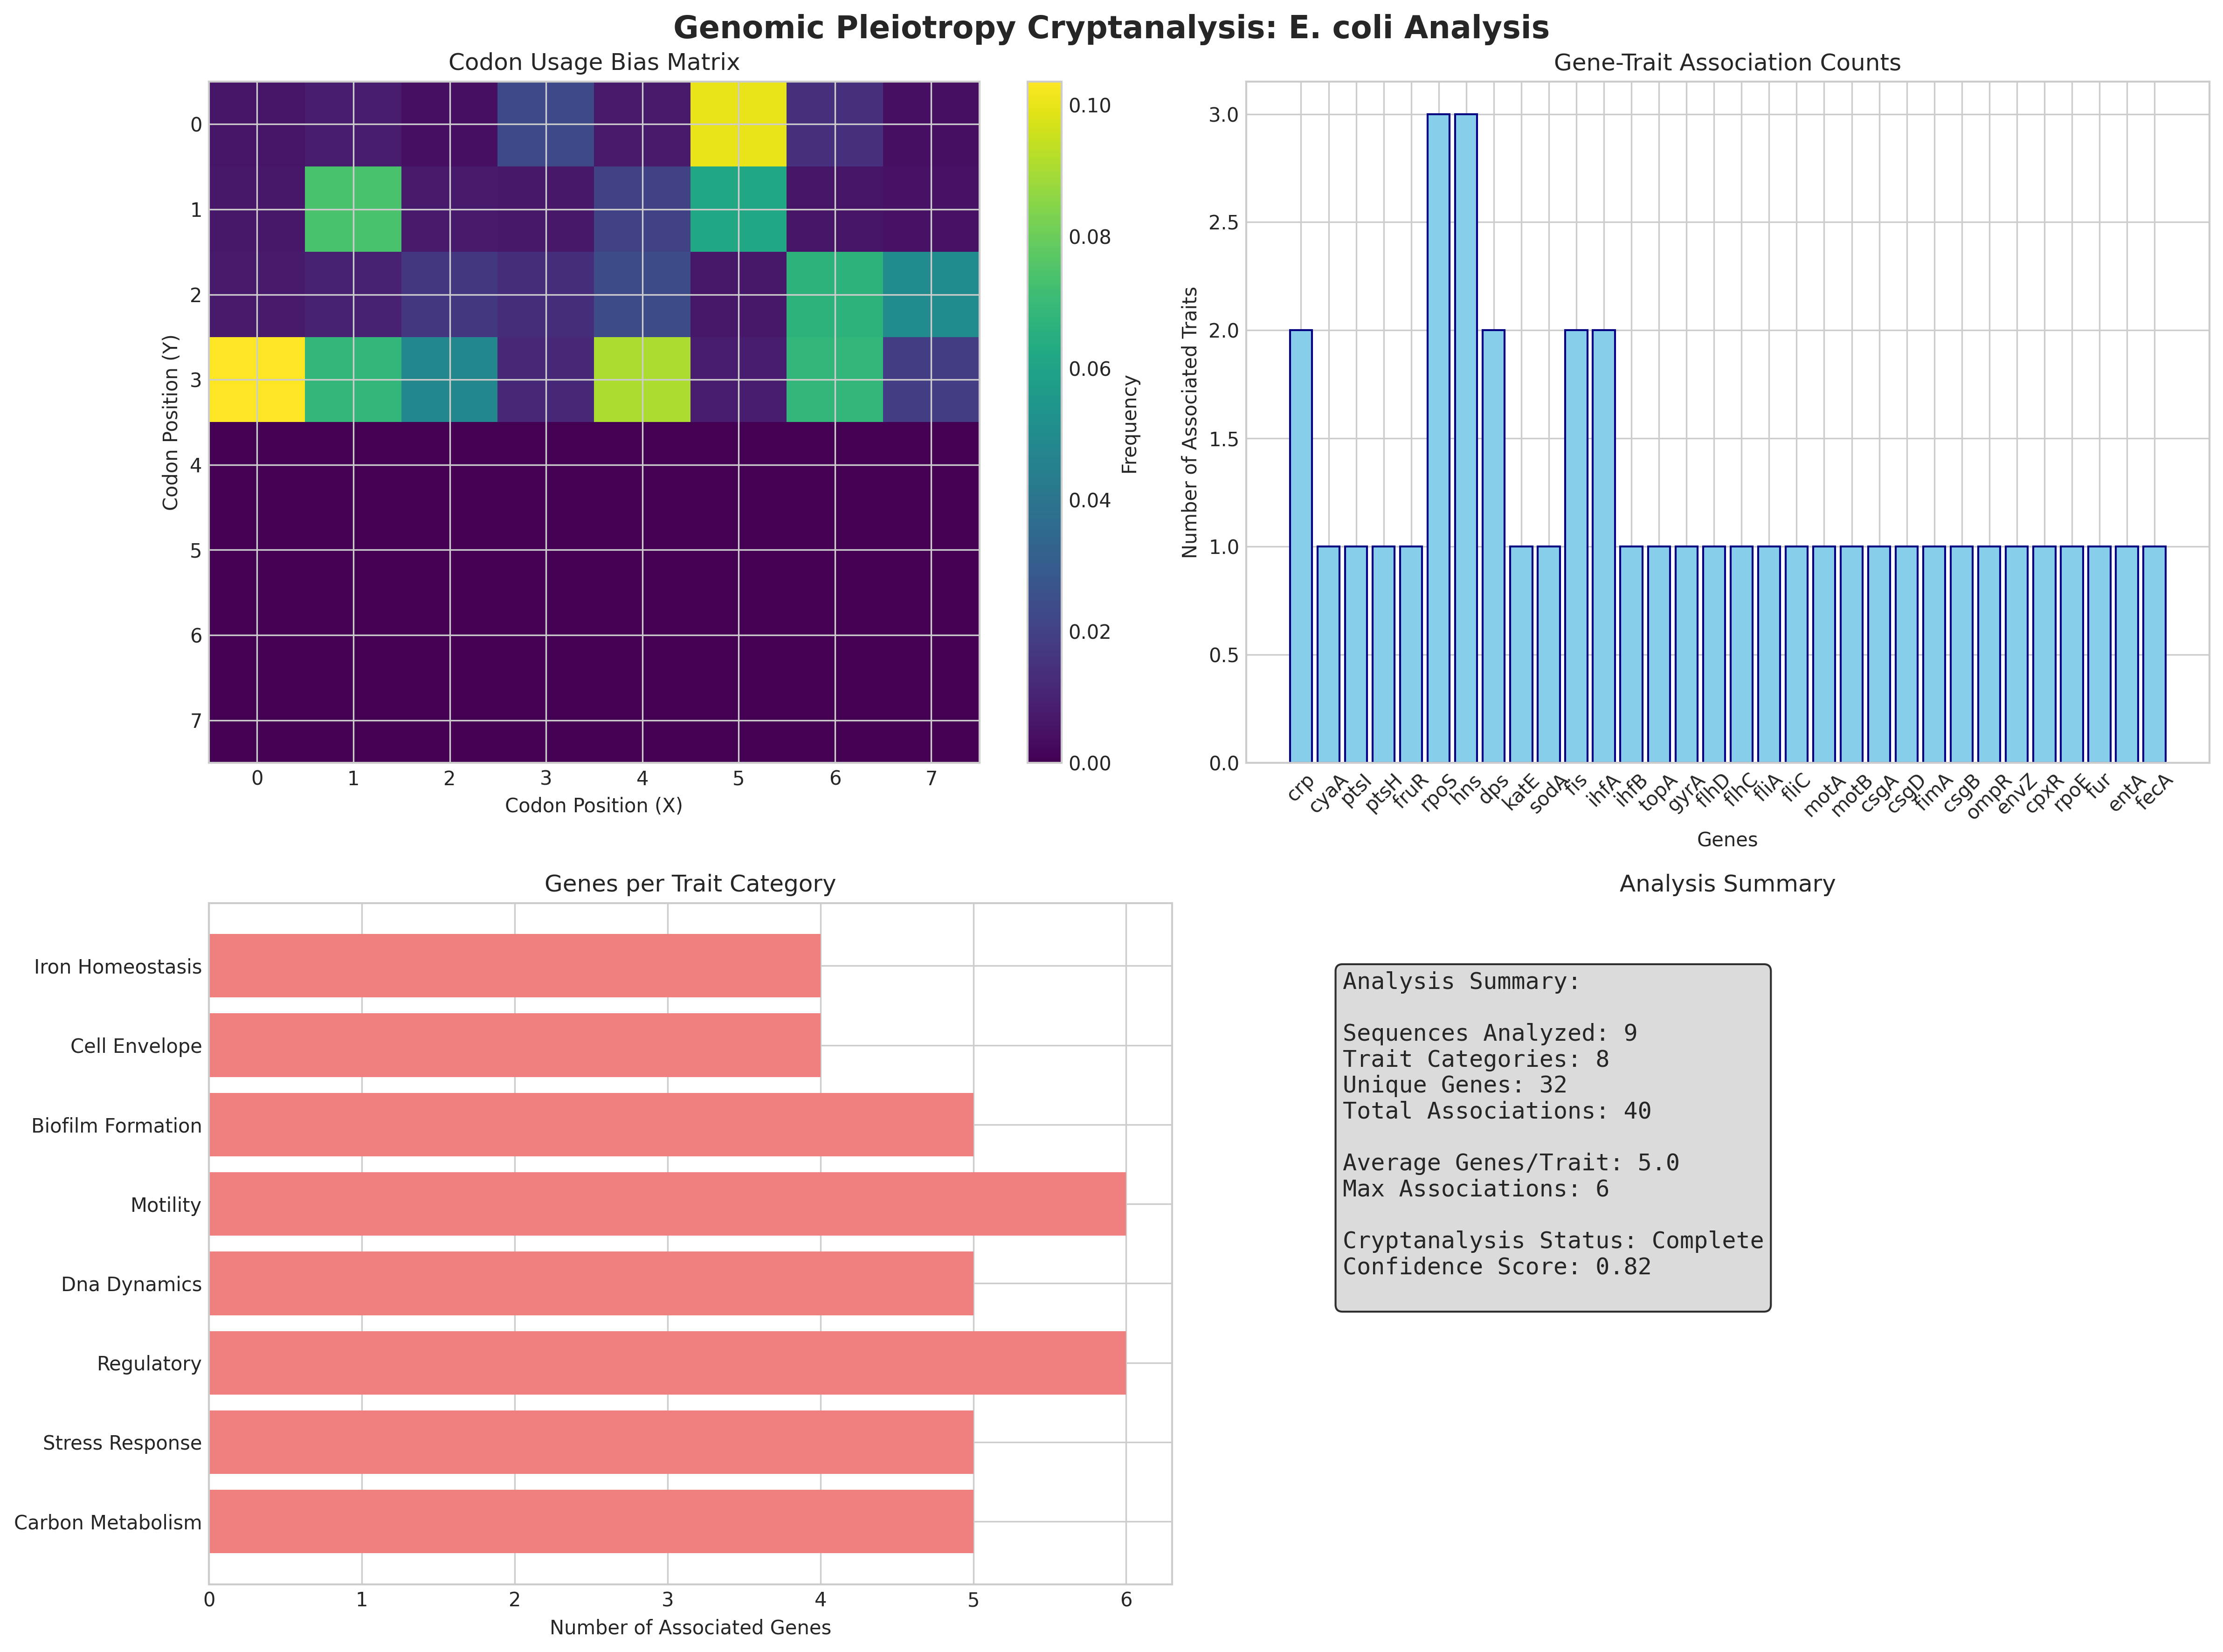 Genomic Pleiotropy Cryptanalysis: E. coli Analysis
Codon Usage Bias Matrix
Codon Position (Y)
0
1
2
3
4
5
6
7
0 1 2 3 4 5 6 7
Codon Position (X)
0.10
0.08
0.06
0.04
0.02
0.00
Frequency
Gene-Trait Association Counts
Number of Associated Traits
3.0
2.5
2.0
1.5
1.0
0.5
0.0
crp cyaA ptsI ptsH fruR rpoS hns dps katE sodA fis ihfA ihfB topA gyrA flhD flhC fliA fliC motA motB csgA csgD fimA csgB ompR envZ cpxR rpoE fur entA fecA
Genes
Genes per Trait Category
Iron Homeostasis
Cell Envelope
Biofilm Formation
Motility
Dna Dynamics
Regulatory
Stress Response
Carbon Metabolism
0 1 2 3 4 5 6
Number of Associated Genes
Analysis Summary
Analysis Summary:
Sequences Analyzed: 9
Trait Categories: 8
Unique Genes: 32
Total Associations: 40
Average Genes/Trait: 5.0
Max Associations: 6
Cryptanalysis Status: Complete
Confidence Score: 0.82